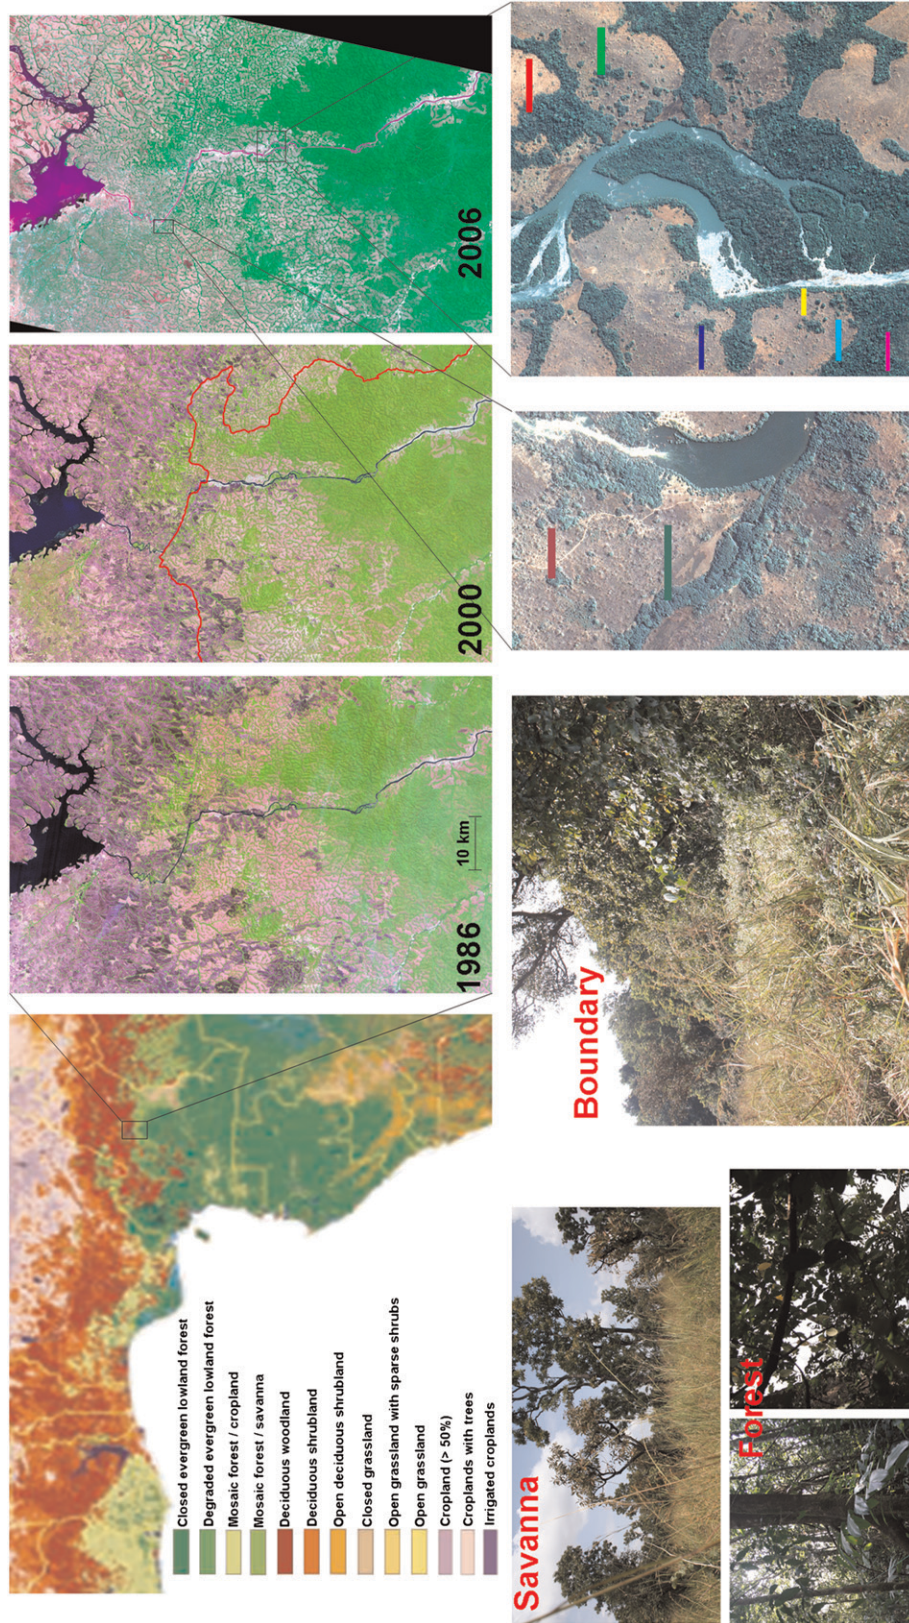 Closed evergreen lowland forest
Degraded evergreen lowland forest
Mosaic forest / cropland
Mosaic forest / savanna
Deciduous woodland
Deciduous shrubland
Open deciduous shrubland
Closed grassland
Open grassland with sparse shrubs
Open grassland
Cropland (> 50%)
Croplands with trees
Irrigated croplands
1986
10 km
2000
2006
Savanna
Forest
Boundary